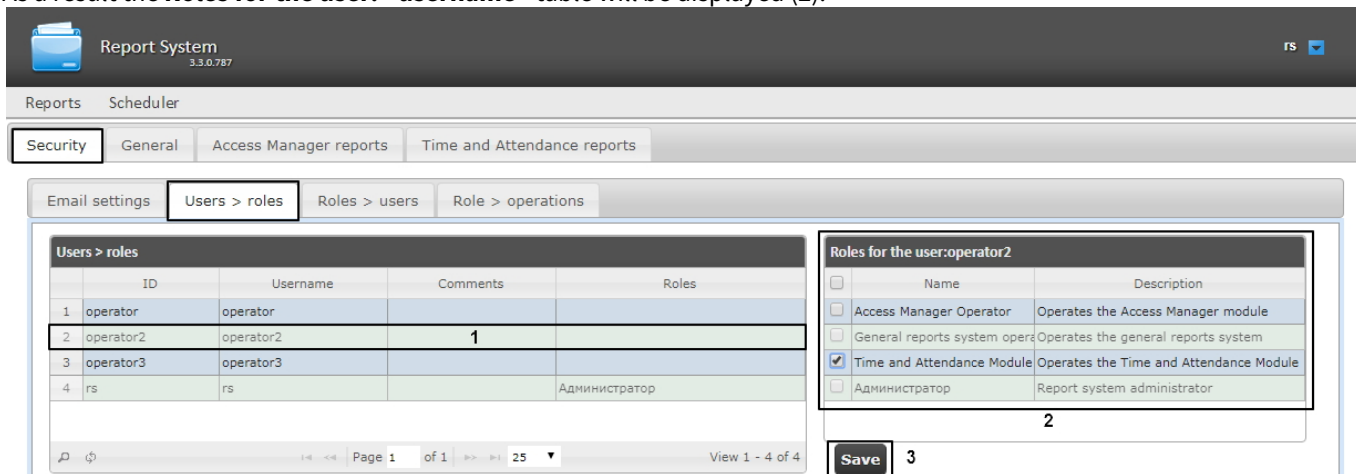 As a result the Roles for the user: "username" table will be displayed (2).
Report System
3.3.0.787
rs
Reports Scheduler
Security General Access Manager reports Time and Attendance reports
Email settings Users > roles Roles > users Role > operations
Users > roles
ID Username Comments Roles
1 operator operator
2 operator2 operator2 1
3 operator3 operator3
4 rs rs Администратор
Page 1 of 1 25 View 1 - 4 of 4
Roles for the user:operator2
Name Description
Access Manager Operator Operates the Access Manager module
General reports system opera Operates the general reports system
Time and Attendance Module Operates the Time and Attendance Module
Администратор Report system administrator
2
Save 3